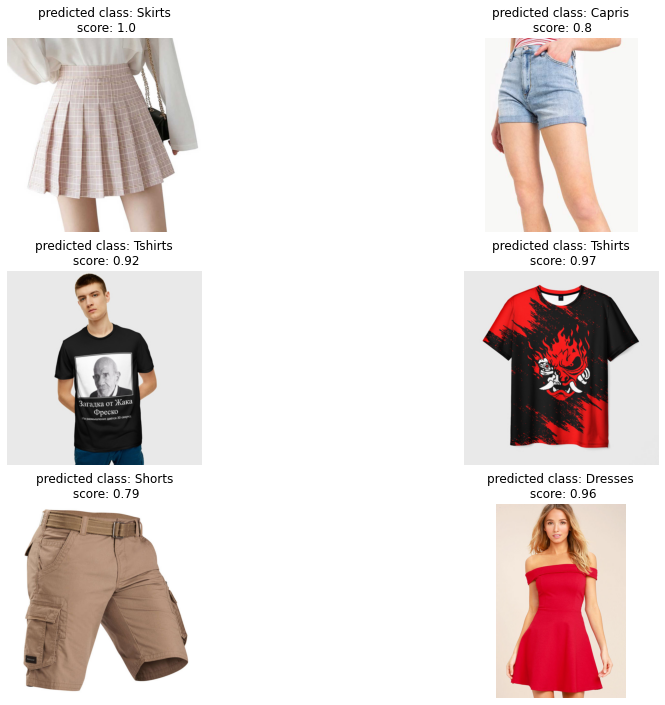 predicted class: Skirts
score: 1.0
predicted class: Capris
score: 0.8
predicted class: Tshirts
score: 0.92
predicted class: Tshirts
score: 0.97
Загадка от Жака
Фреско
predicted class: Shorts
score: 0.79
predicted class: Dresses
score: 0.96